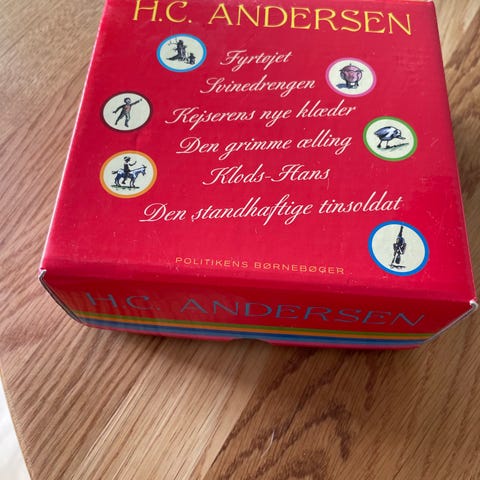 H.C. ANDERSEN
Fyrtøjet
Svinedrengen
Kejserens nye klæder
Den grimme ælling
Klods-Hans
Den standhaftige tinsoldat
POLITIKENS BØRNEBØGER
H.C. ANDERSEN